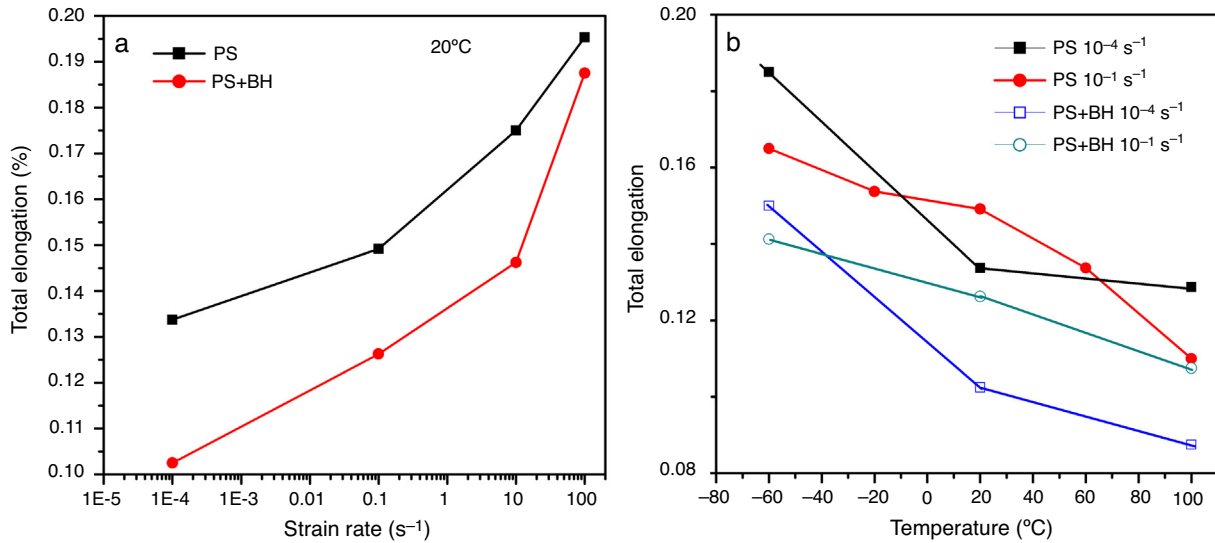 a
20ºC
PS
PS+BH
Total elongation (%)
0.20
0.19
0.18
0.17
0.16
0.15
0.14
0.13
0.12
0.11
0.10
1E-5 1E-4 1E-3 0.01 0.1 1 10 100
Strain rate (s⁻¹)
b
PS 10⁻⁴ s⁻¹
PS 10⁻¹ s⁻¹
PS+BH 10⁻⁴ s⁻¹
PS+BH 10⁻¹ s⁻¹
Total elongation
0.20
0.16
0.12
0.08
−80 −60 −40 −20 0 20 40 60 80 100
Temperature (ºC)